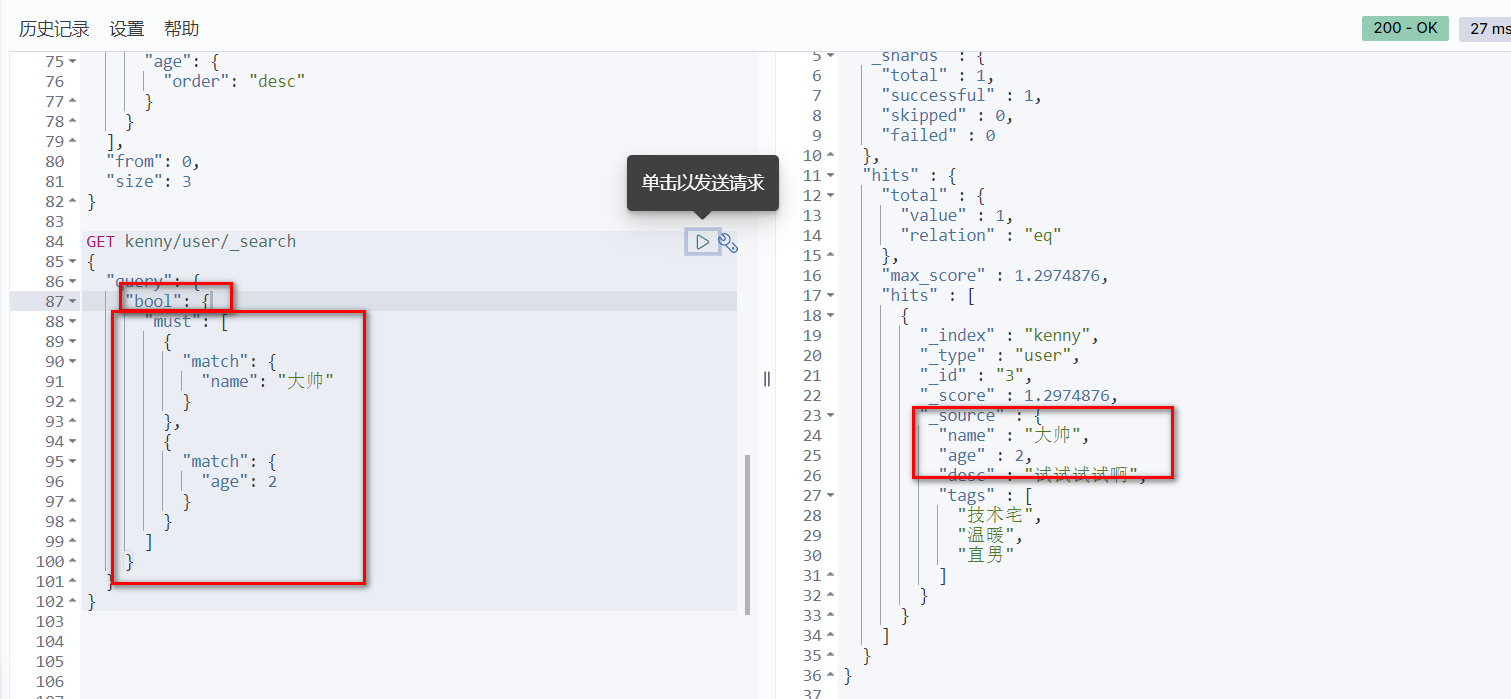 历史记录 设置 帮助
200 - OK
27 ms
75 "age": {
76 "order": "desc"
77 }
78 }
79 ],
80 "from": 0,
81 "size": 3
82 }
83
84 GET kenny/user/_search
85 {
86 "query": {
87 "bool": {
88 "must": [
89 {
90 "match": {
91 "name": "大帅"
92 }
93 },
94 {
95 "match": {
96 "age": 2
97 }
98 }
99 ]
100 }
101 }
102 }
103
104
105
106
107
单击以发送请求
5 "_shards" : {
6 "total" : 1,
7 "successful" : 1,
8 "skipped" : 0,
9 "failed" : 0
10 },
11 "hits" : {
12 "total" : {
13 "value" : 1,
14 "relation" : "eq"
15 },
16 "max_score" : 1.2974876,
17 "hits" : [
18 {
19 "_index" : "kenny",
20 "_type" : "user",
21 "_id" : "3",
22 "_score" : 1.2974876,
23 "_source" : {
24 "name" : "大帅",
25 "age" : 2,
26 "desc" : "试试试试啊",
27 "tags" : [
28 "技术宅",
29 "温暖",
30 "直男"
31 ]
32 }
33 }
34 ]
35 }
36 }
37